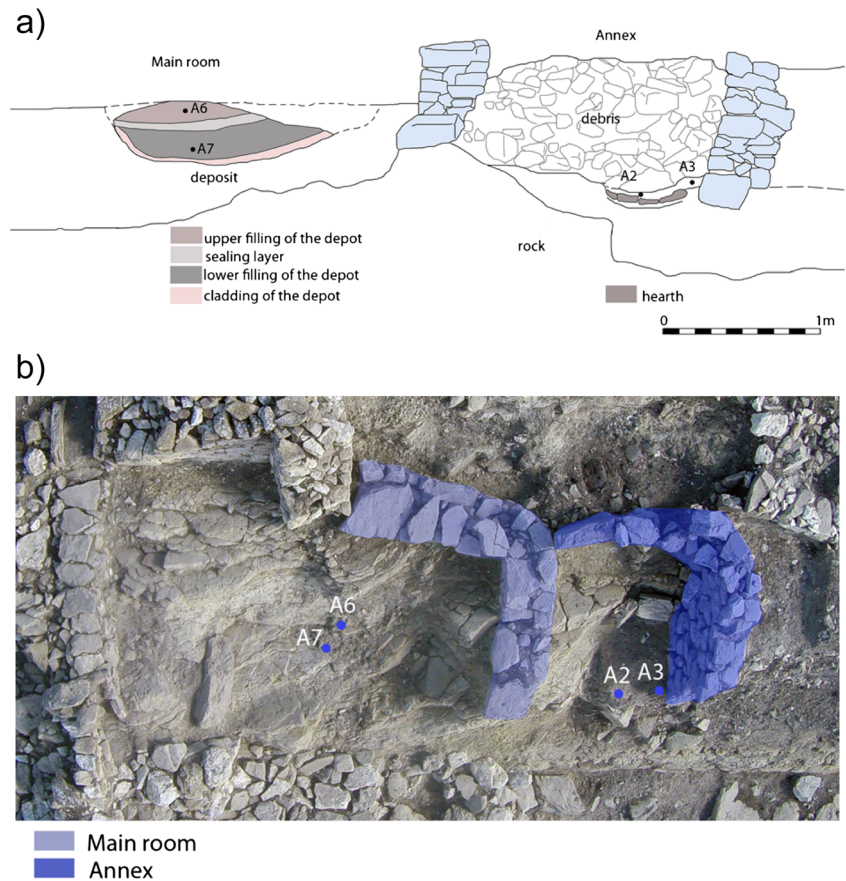 a)
Main room
Annex
A6
debris
A7
A3
A2
deposit
rock
upper filling of the depot
sealing layer
lower filling of the depot
cladding of the depot
hearth
0
1m
b)
A6
A7
A2
A3
Main room
Annex